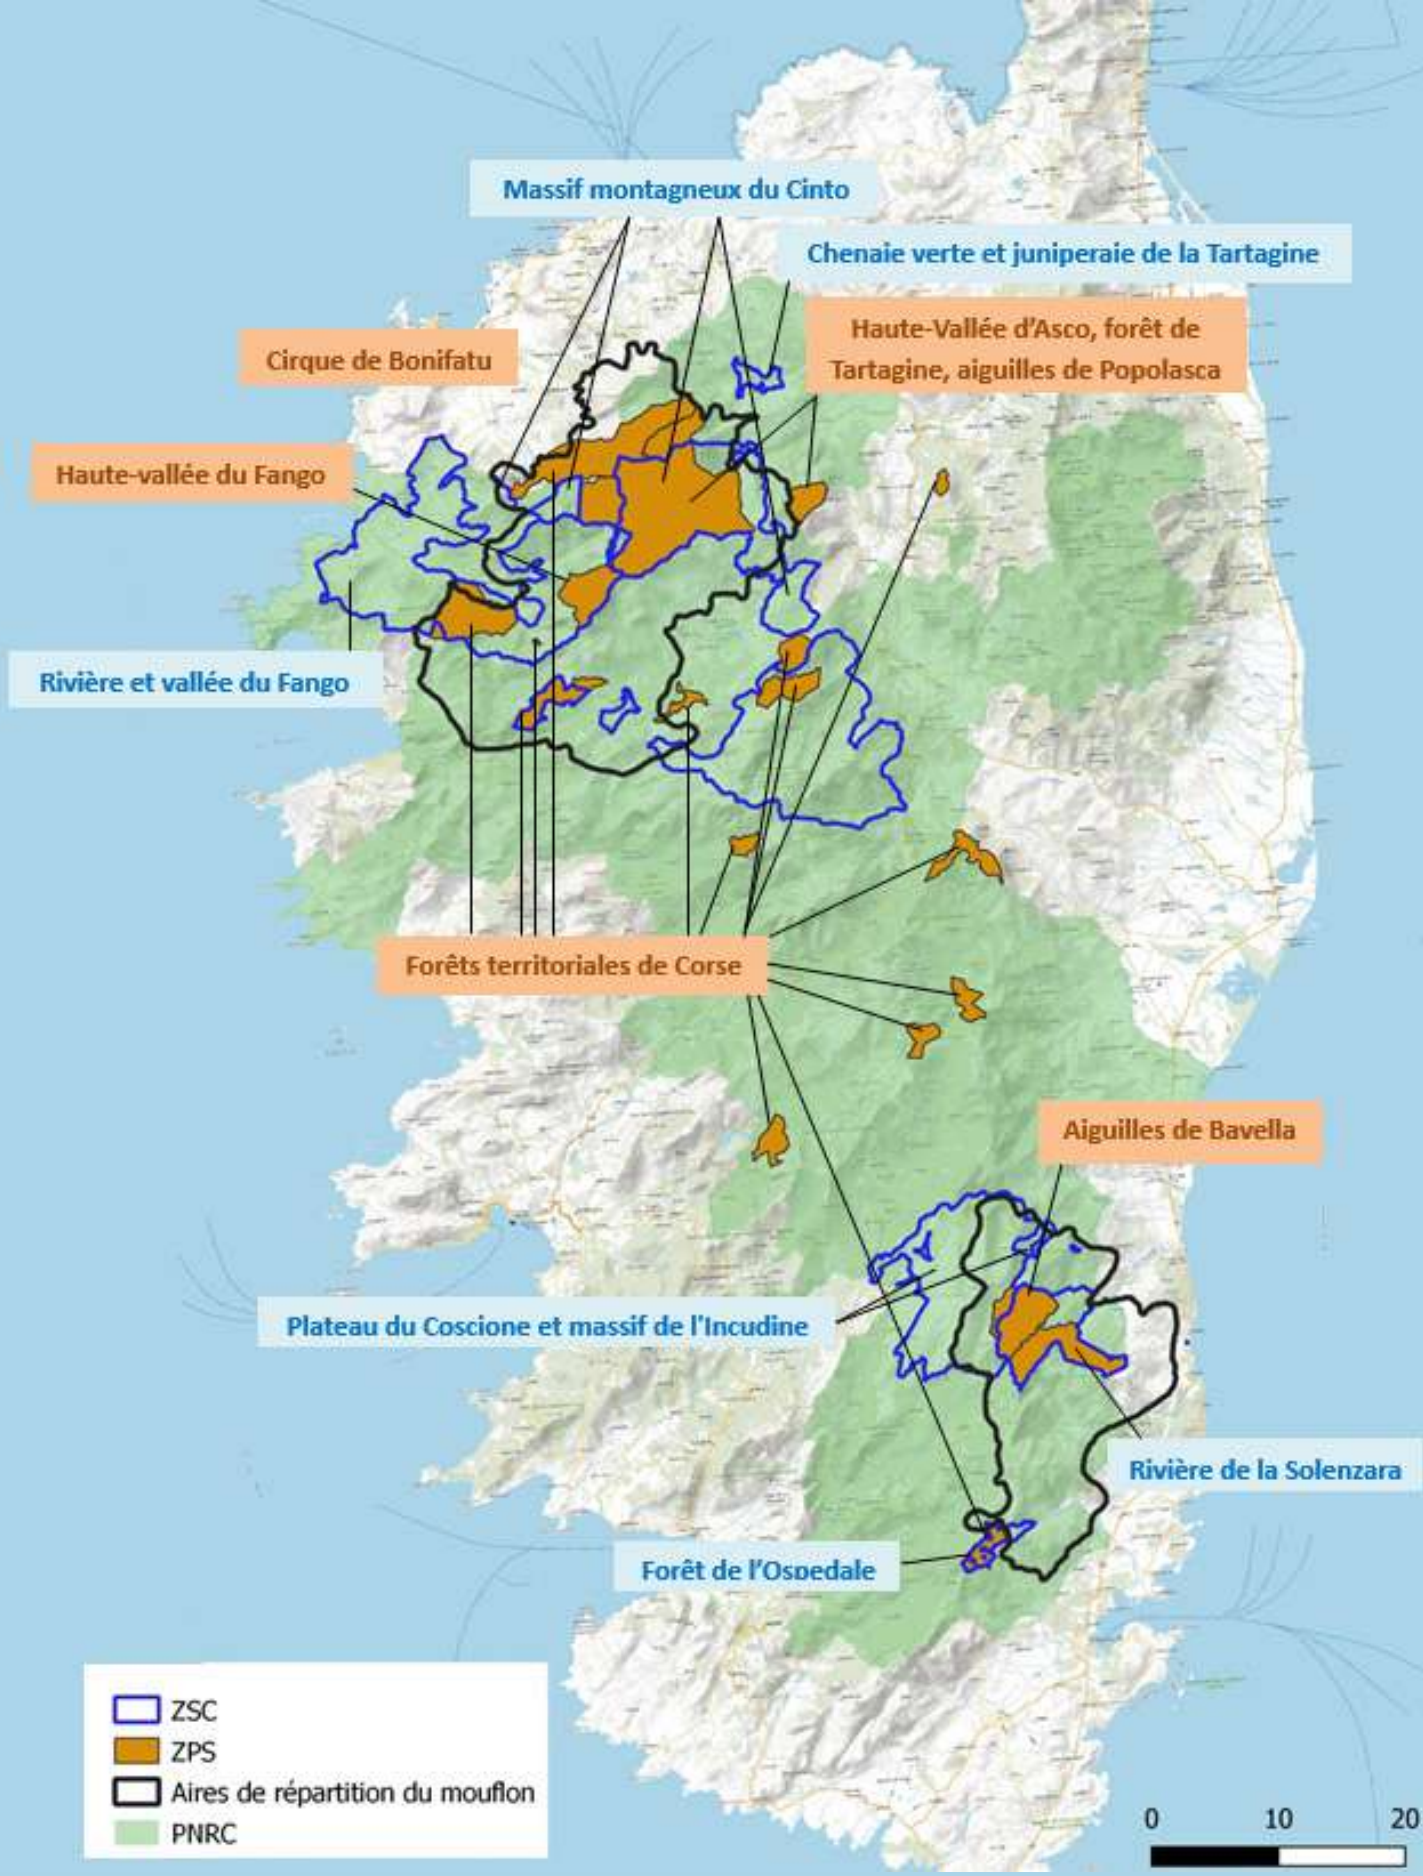 Massif montagneux du Cinto
Chenaie verte et juniperaie de la Tartagine
Haute-Vallée d'Asco, forêt de
Tartagine, aiguilles de Popolasca
Cirque de Bonifatu
Haute-vallée du Fango
Rivière et vallée du Fango
Forêts territoriales de Corse
Aiguilles de Bavella
Plateau du Coscione et massif de l'Incudine
Rivière de la Solenzara
Forêt de l'Ospedale
ZSC
ZPS
Aires de répartition du mouflon
PNRC
0 10 20